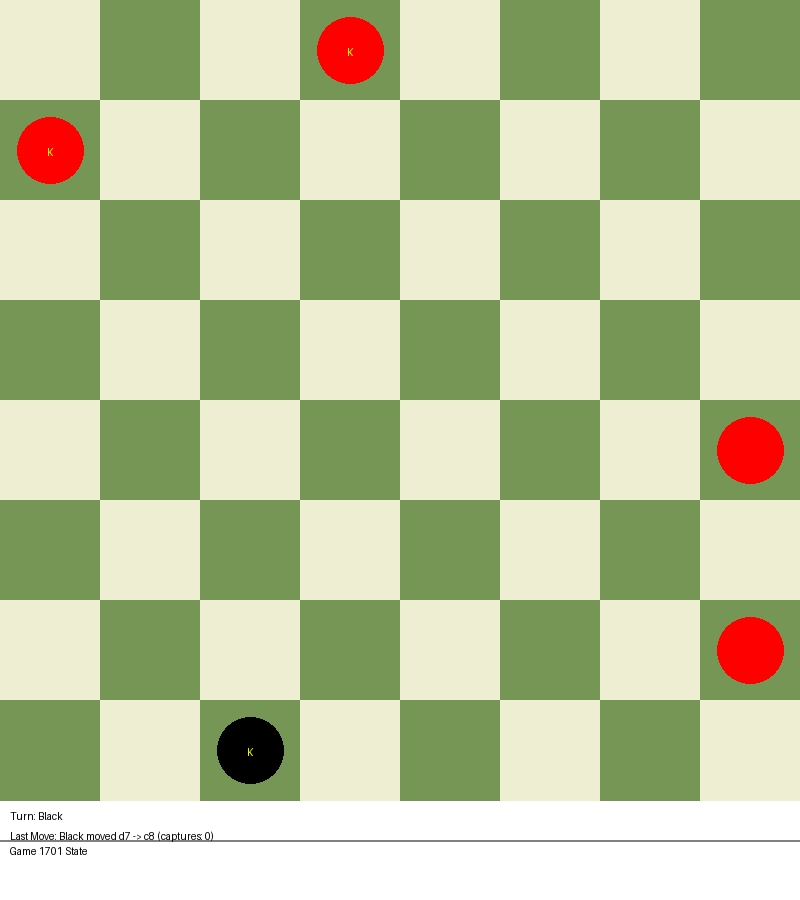 K
K
K
Turn: Black
Last Move: Black moved d7 -> c8 (captures: 0)
Game 1701 State